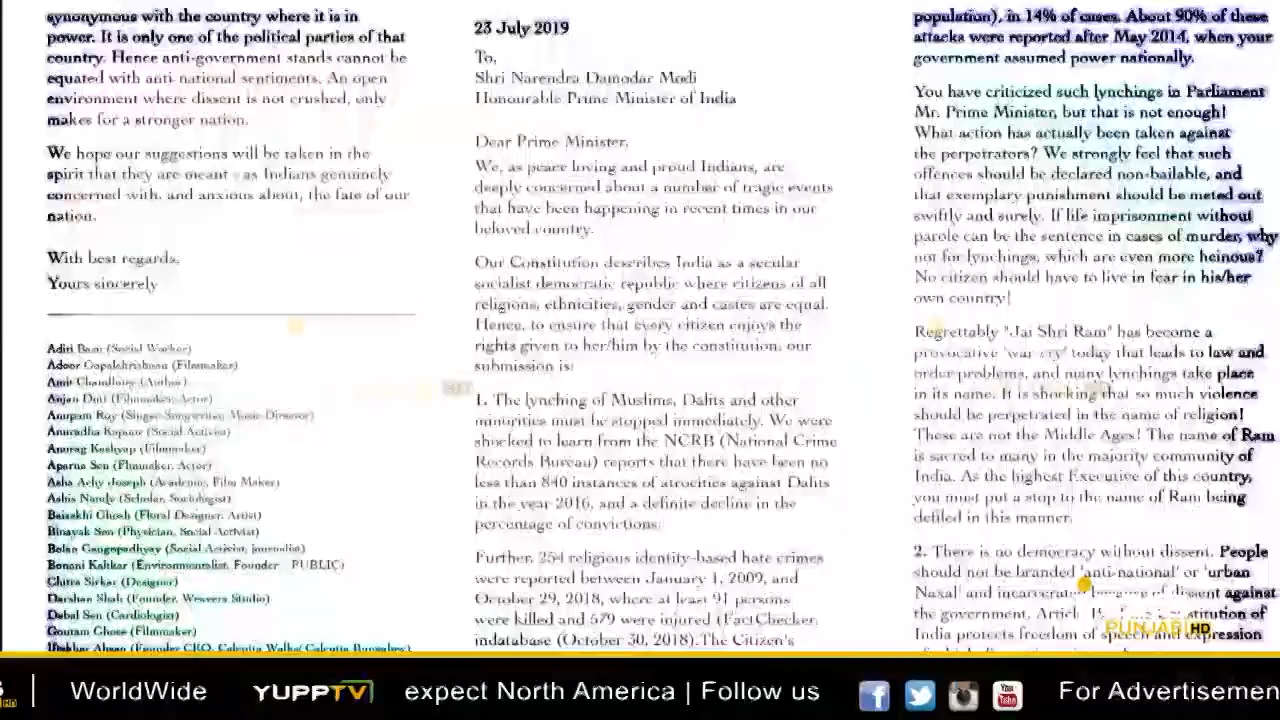 synonymous with the country where it is in
power. It is only one of the political parties of that
country. Hence anti-government stands cannot be
equated with anti-national sentiments. An open
environment where dissent is not crushed, only
makes for a stronger nation.
We hope our suggestions will be taken in the
spirit that they are meant - as Indians genuinely
concerned with, and anxious about, the fate of our
nation.
With best regards,
Yours sincerely
Aditi Basu (Social Worker)
Adoor Gopalakrishnan (Filmmaker)
Amit Chaudhury (Author)
Anjan Dutt (Filmmaker, Actor)
Anupam Roy (Singer-Songwriter, Music Director)
Anuradha Kapoor (Social Activist)
Anurag Kashyap (Filmmaker)
Aparna Sen (Filmmaker, Actor)
Asha Achy Joseph (Academic, Film Maker)
Ashis Nandy (Scholar, Sociologist)
Baisakhi Ghosh (Floral Designer, Artist)
Binayak Sen (Physician, Social Activist)
Bolan Gangopadhyay (Social Activist, journalist)
Bonani Kakkar (Environmentalist, Founder PUBLIC)
Chitra Sirkar (Designer)
Darshan Shah (Founder, Weavers Studio)
Debal Sen (Cardiologist)
Goutam Ghose (Filmmaker)
Iftekhar Ahsan (Founder CEO, Calcutta Walks/ Calcutta Bungalow)
23 July 2019
To,
Shri Narendra Damodar Modi
Honourable Prime Minister of India
Dear Prime Minister,
We, as peace loving and proud Indians, are
deeply concerned about a number of tragic events
that have been happening in recent times in our
beloved country.
Our Constitution describes India as a secular
socialist democratic republic where citizens of all
religions, ethnicities, gender and castes are equal.
Hence, to ensure that every citizen enjoys the
rights given to her/him by the constitution, our
submission is:
1. The lynching of Muslims, Dalits and other
minorities must be stopped immediately. We were
shocked to learn from the NCRB (National Crime
Records Bureau) reports that there have been no
less than 840 instances of atrocities against Dalits
in the year 2016, and a definite decline in the
percentage of convictions.
Further, 254 religious identity-based hate crimes
were reported between January 1, 2009, and
October 29, 2018, where at least 91 persons
were killed and 579 were injured (FactChecker.
indatabase (October 30, 2018).The Citizen's
population), in 14% of cases. About 90% of these
attacks were reported after May 2014, when your
government assumed power nationally.
You have criticized such lynchings in Parliament
Mr. Prime Minister, but that is not enough!
What action has actually been taken against
the perpetrators? We strongly feel that such
offences should be declared non-bailable, and
that exemplary punishment should be meted out
swiftly and surely. If life imprisonment without
parole can be the sentence in cases of murder, why
not for lynchings, which are even more heinous?
No citizen should have to live in fear in his/her
own country!
Regrettably "Jai Shri Ram" has become a
provocative 'war cry' today that leads to law and
order problems, and many lynchings take place
in its name. It is shocking that so much violence
should be perpetrated in the name of religion!
These are not the Middle Ages! The name of Ram
is sacred to many in the majority community of
India. As the highest Executive of this country,
you must put a stop to the name of Ram being
defiled in this manner.
2. There is no democracy without dissent. People
should not be branded 'anti-national' or 'urban
Naxal' and incarcerated because of dissent against
the government. Article
India protects freedom of speech and expression
PUNJABI HD
WorldWide YUPPTV expect North America | Follow us You Tube For Advertisemen